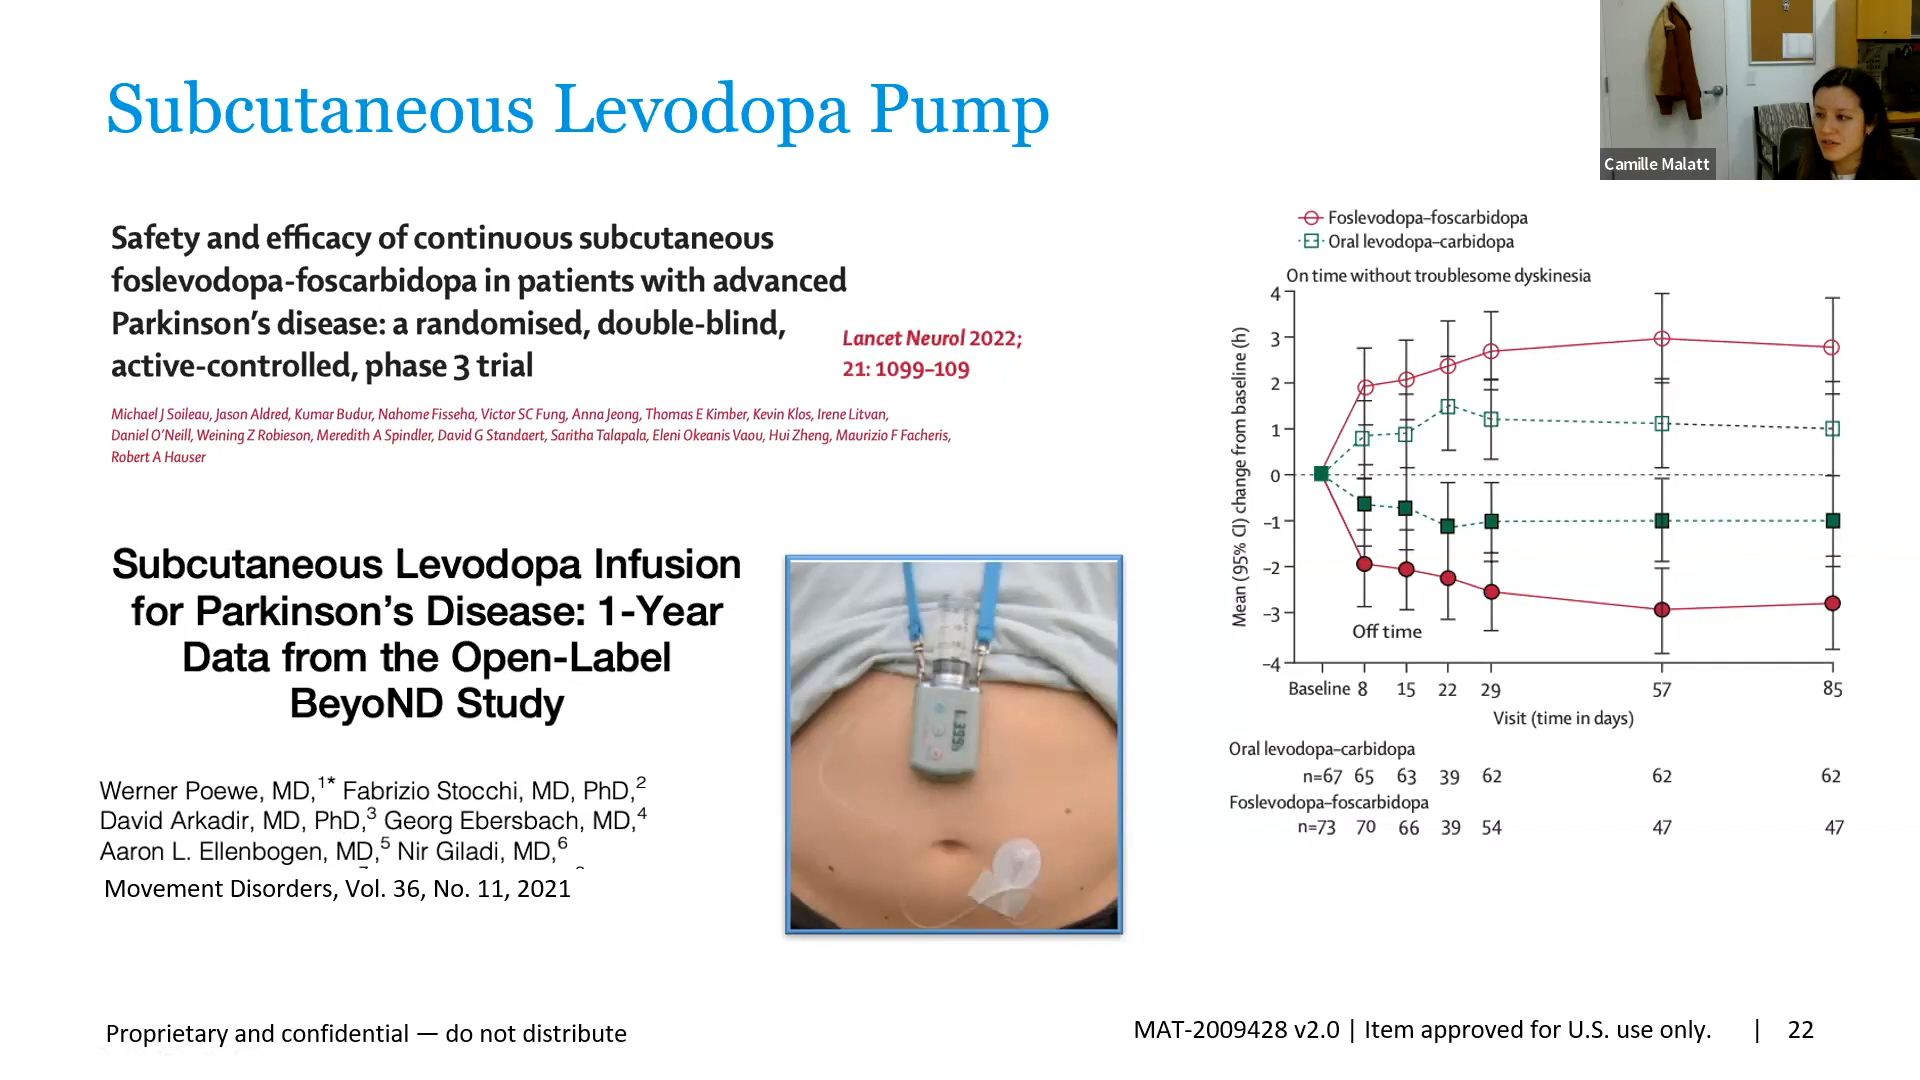 Subcutaneous Levodopa Pump
Camille Malatt
Safety and efficacy of continuous subcutaneous
foslevodopa-foscarbidopa in patients with advanced
Parkinson's disease: a randomised, double-blind,
active-controlled, phase 3 trial
Lancet Neurol 2022;
21: 1099–109
Michael J Soileau, Jason Aldred, Kumar Budur, Nahome Fisseha, Victor SC Fung, Anna Jeong, Thomas E Kimber, Kevin Klos, Irene Litvan,
Daniel O'Neill, Weining Z Robieson, Meredith A Spindler, David G Standaert, Saritha Talapala, Eleni Okeanis Vaou, Hui Zheng, Maurizio F Facheris,
Robert A Hauser
Subcutaneous Levodopa Infusion
for Parkinson's Disease: 1-Year
Data from the Open-Label
BeyoND Study
Werner Poewe, MD,1* Fabrizio Stocchi, MD, PhD,2
David Arkadir, MD, PhD,3 Georg Ebersbach, MD,4
Aaron L. Ellenbogen, MD,5 Nir Giladi, MD,6
Movement Disorders, Vol. 36, No. 11, 2021
Foslevodopa–foscarbidopa
Oral levodopa–carbidopa
On time without troublesome dyskinesia
Mean (95% CI) change from baseline (h)
4
3
2
1
0
–1
–2
–3
–4
Off time
Baseline 8 15 22 29 57 85
Visit (time in days)
Oral levodopa–carbidopa
n=67 65 63 39 62 62 62
Foslevodopa–foscarbidopa
n=73 70 66 39 54 47 47
Proprietary and confidential — do not distribute
MAT-2009428 v2.0 | Item approved for U.S. use only. | 22